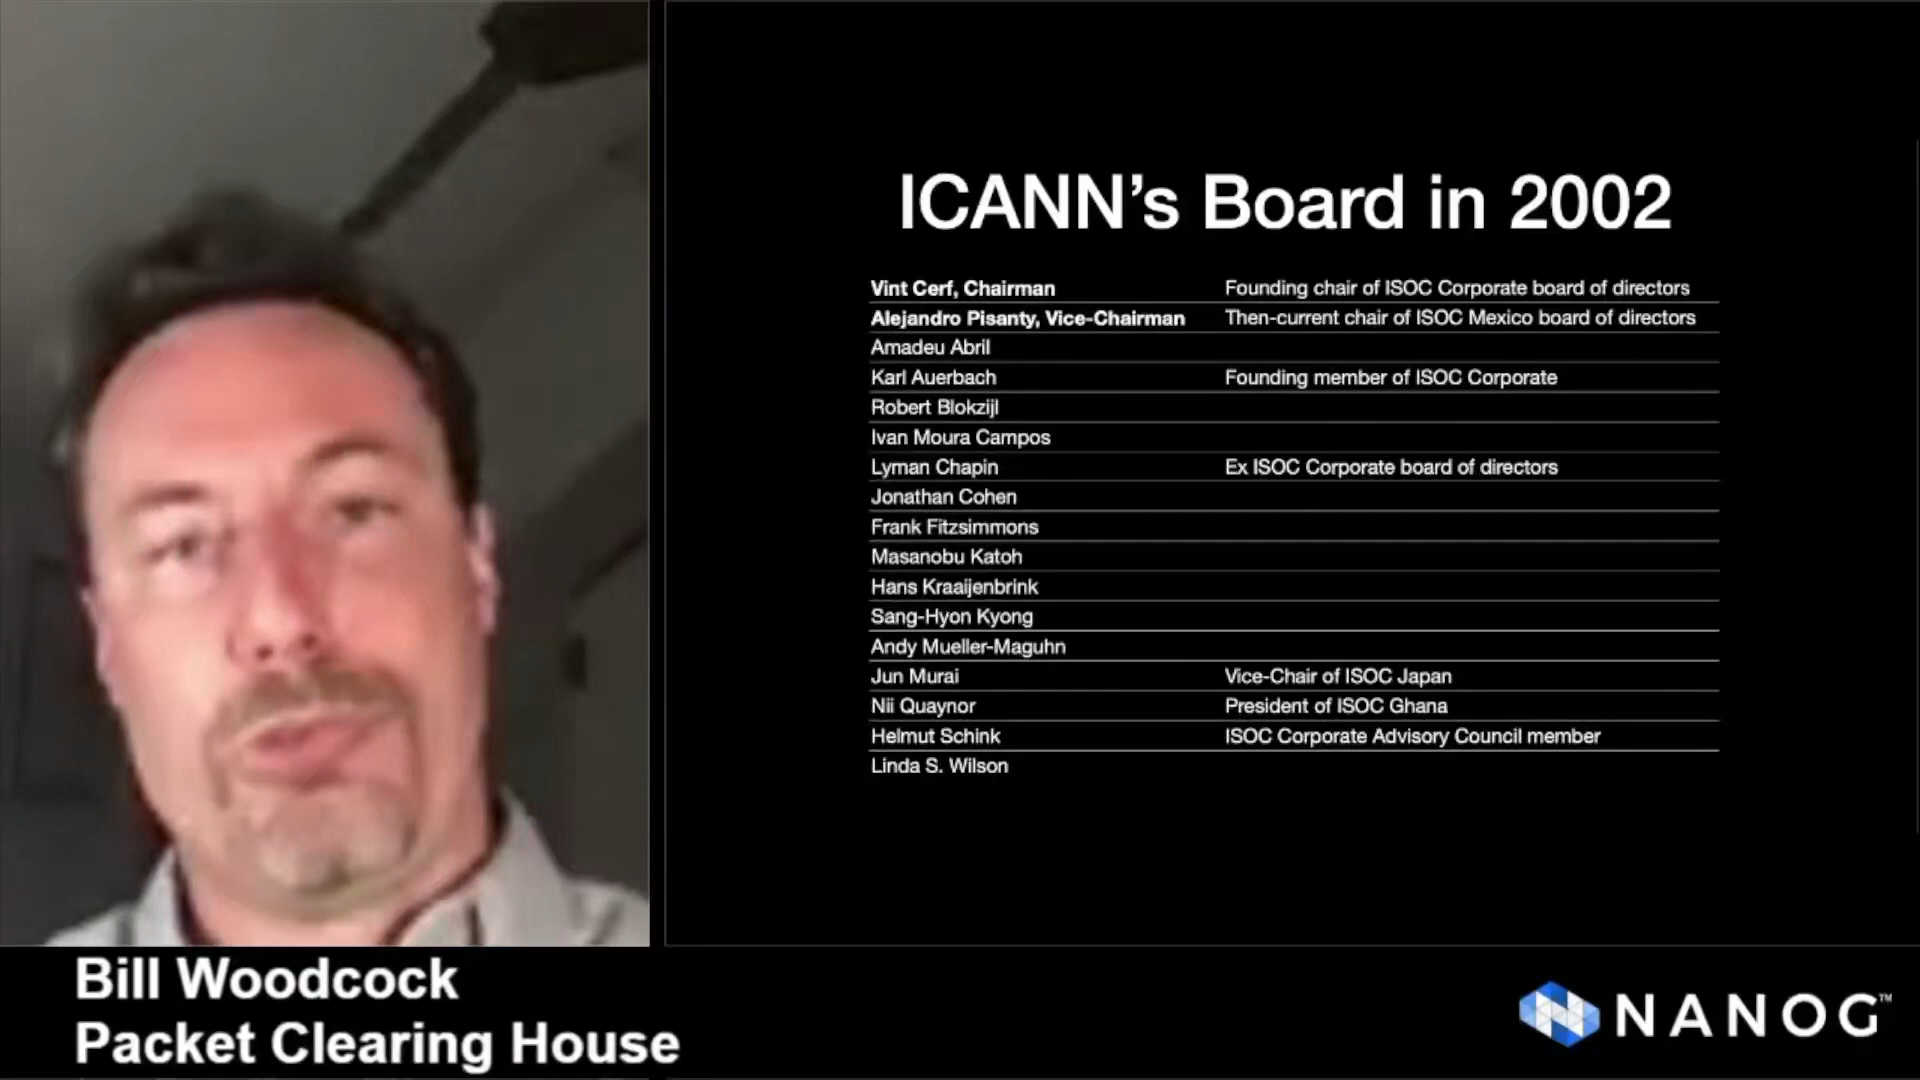 ICANN’s Board in 2002
Vint Cerf, Chairman Founding chair of ISOC Corporate board of directors
Alejandro Pisanty, Vice-Chairman Then-current chair of ISOC Mexico board of directors
Amadeu Abril
Karl Auerbach Founding member of ISOC Corporate
Robert Blokzijl
Ivan Moura Campos
Lyman Chapin Ex ISOC Corporate board of directors
Jonathan Cohen
Frank Fitzsimmons
Masanobu Katoh
Hans Kraaijenbrink
Sang-Hyon Kyong
Andy Mueller-Maguhn
Jun Murai Vice-Chair of ISOC Japan
Nii Quaynor President of ISOC Ghana
Helmut Schink ISOC Corporate Advisory Council member
Linda S. Wilson
Bill Woodcock
Packet Clearing House
NANOG™